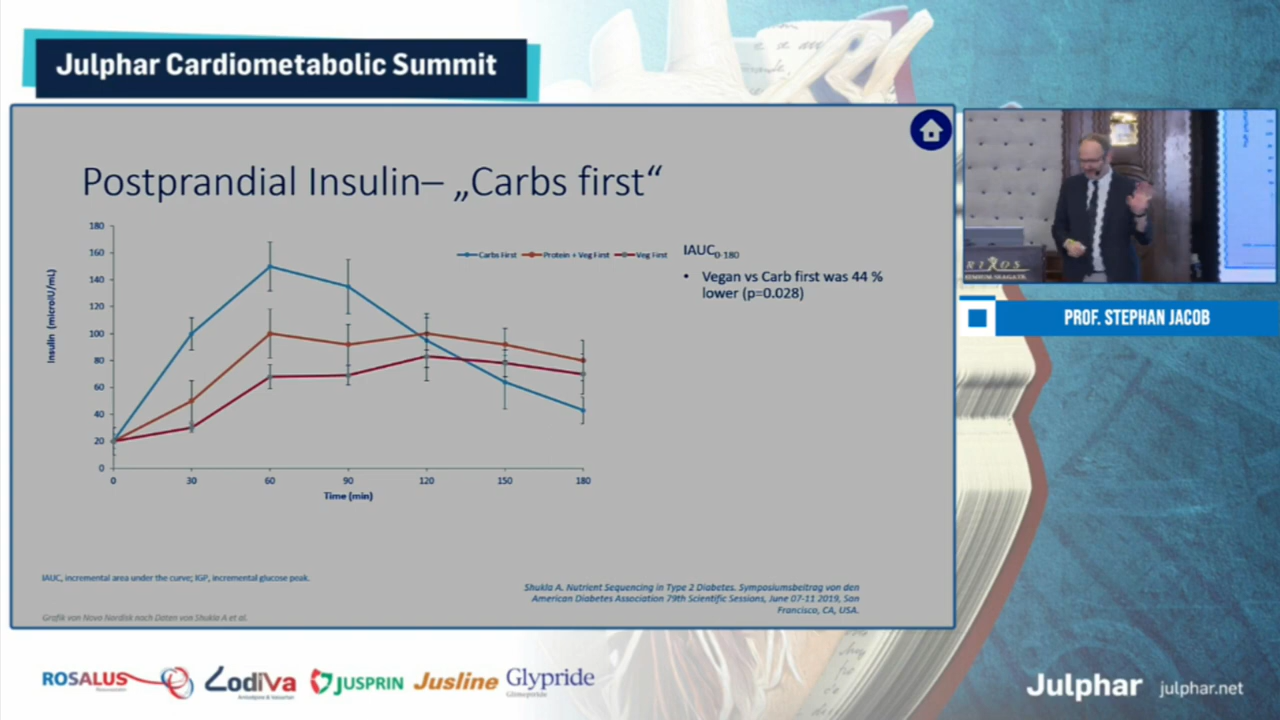 Julphar Cardiometabolic Summit
Postprandial Insulin– „Carbs first“
180
160
140
120
100
80
60
40
20
0
Insulin (microIU/mL)
0 30 60 90 120 150 180
Time (min)
Carbs First Protein + Veg First Veg First
IAUC0-180
• Vegan vs Carb first was 44 %
lower (p=0.028)
IAUC, incremental area under the curve; IGP, incremental glucose peak.
Shukla A. Nutrient Sequencing in Type 2 Diabetes. Symposiumsbeitrag von den
American Diabetes Association 79th Scientific Sessions, June 07-11 2019, San
Francisco, CA, USA.
Grafik von Novo Nordisk nach Daten von Shukla A et al.
PROF. STEPHAN JACOB
ROSALUS
Rosuvastatin
Lodiva
Amlodipine & Valsartan
JUSPRIN
Jusline
Glypride
Glimepiride
Julphar
julphar.net